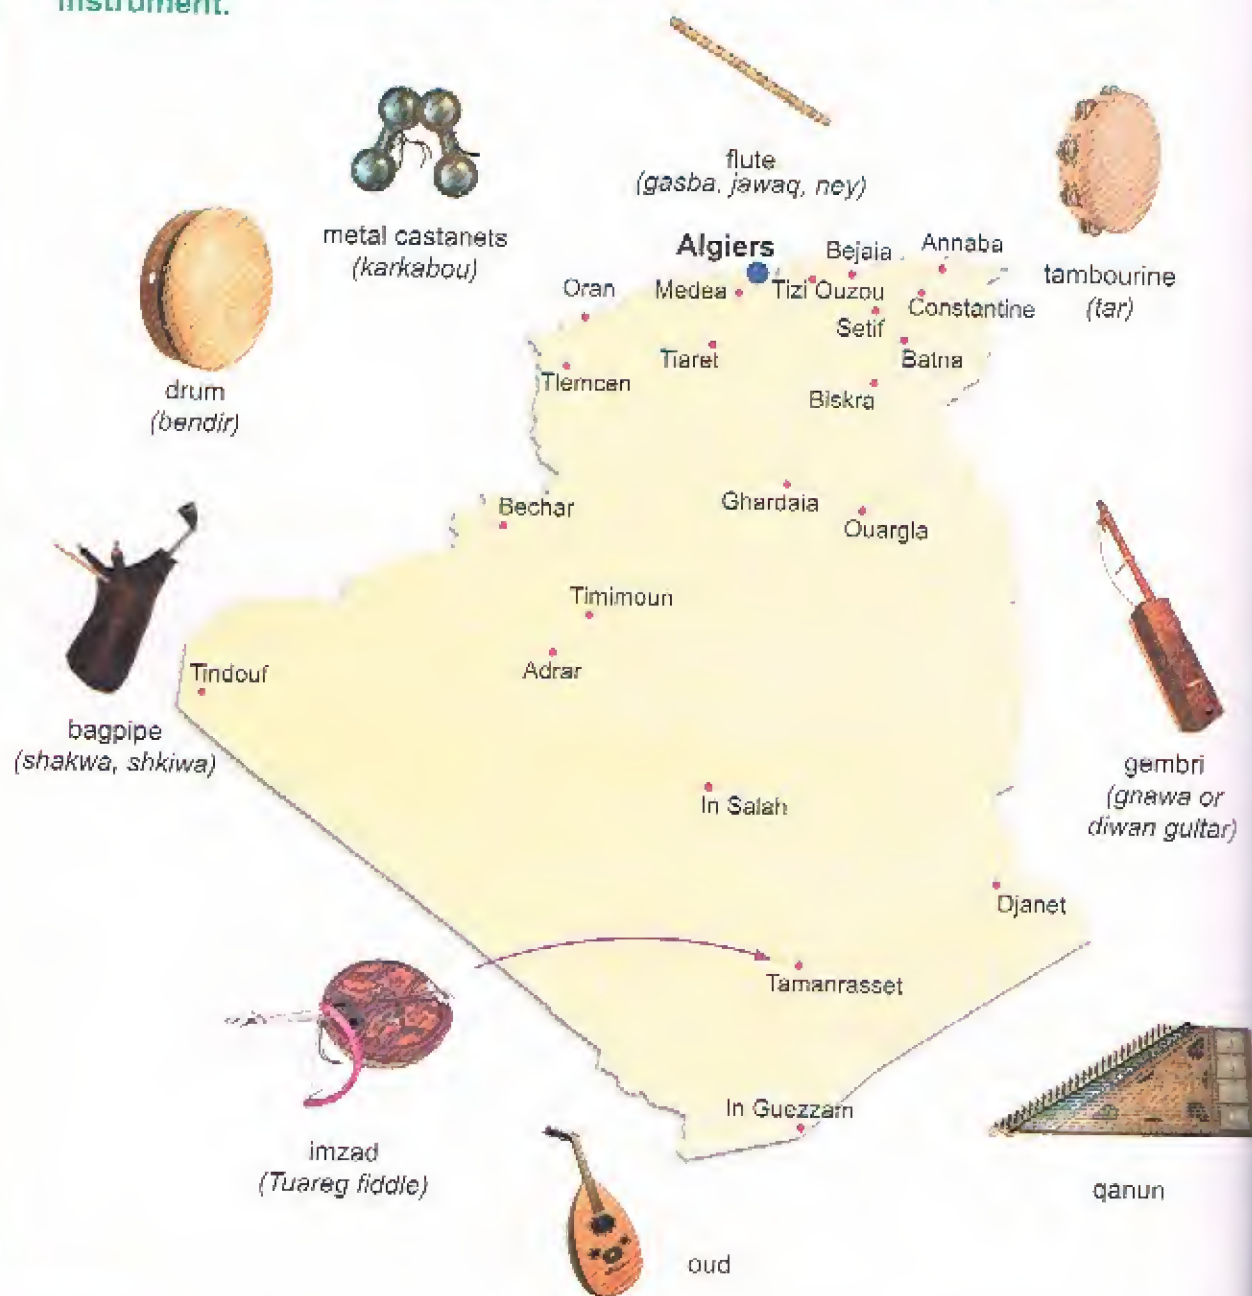 instrument.
flute
(gasba, jawaq, ney)
metal castanets
(karkabou)
tambourine
(tar)
drum
(bendir)
Algiers
Bejaia
Annaba
Oran
Medea
Tizi Ouzou
Constantine
Setif
Tiaret
Batna
Tlemcen
Biskra
Bechar
Ghardaia
Ouargla
Timimoun
Adrar
Tindouf
bagpipe
(shakwa, shkiwa)
gembri
(gnawa or
diwan guitar)
In Salah
Djanet
Tamanrasset
In Guezzam
imzad
(Tuareg fiddle)
qanun
oud